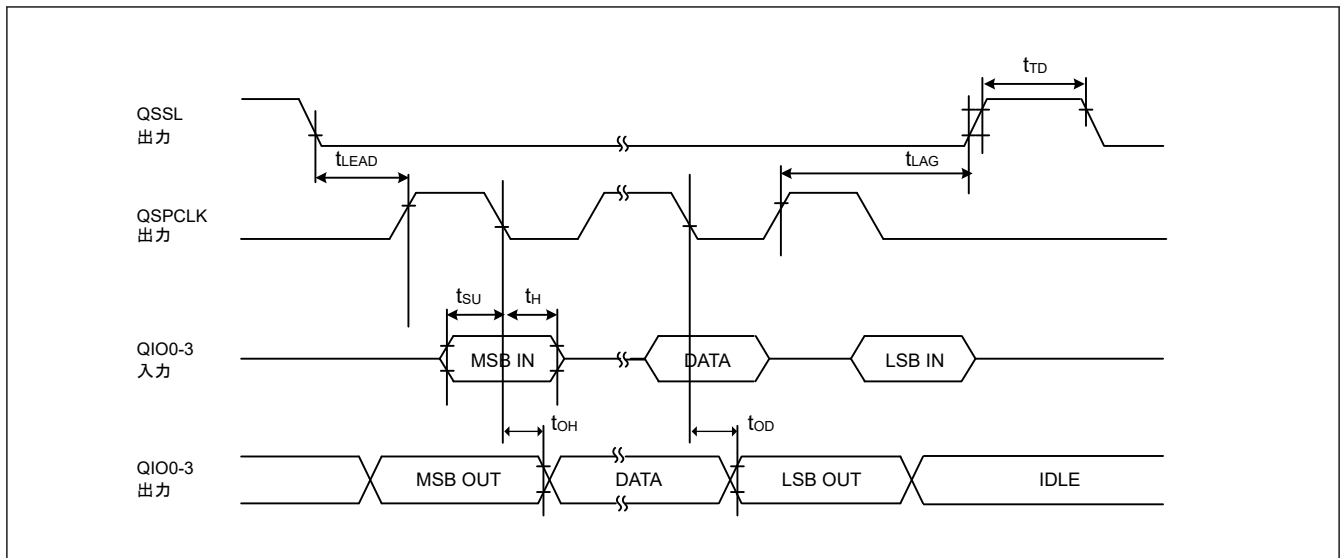 tTD
QSSL
出力
tLEAD
tLAG
QSPCLK
出力
tSU
tH
QIO0-3
入力
MSB IN
DATA
LSB IN
tOH
tOD
QIO0-3
出力
MSB OUT
DATA
LSB OUT
IDLE